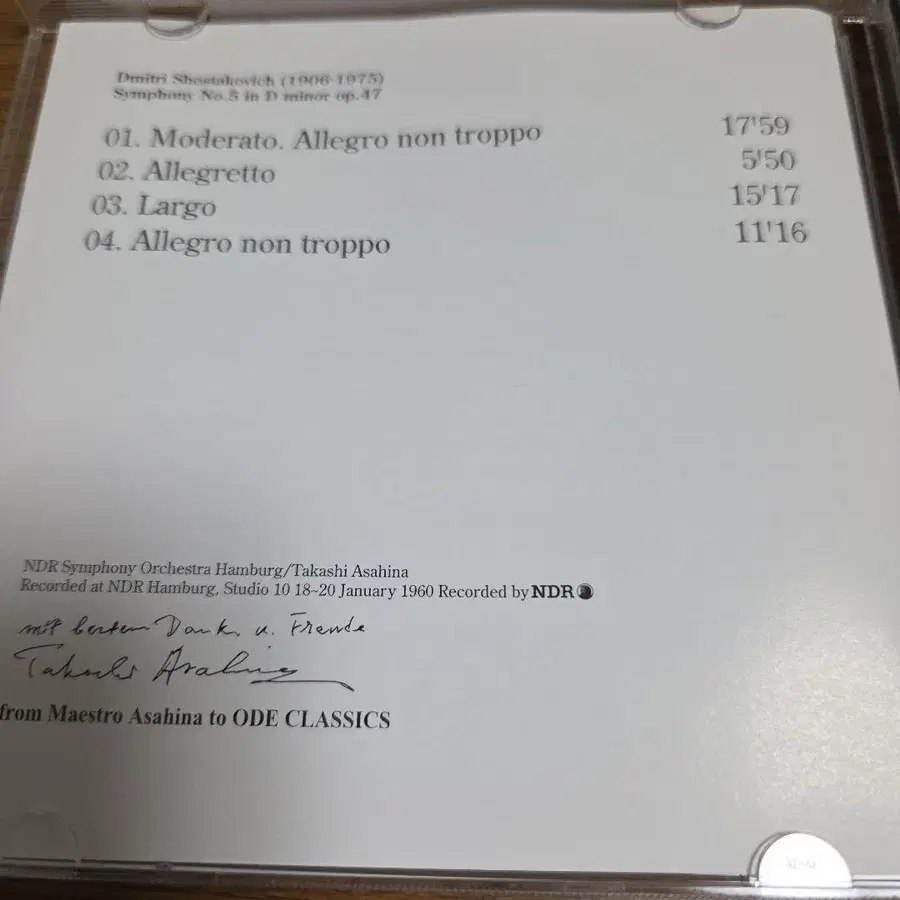 Dmitri Shostakovich (1906-1975)
Symphony No.5 in D minor op.47
01. Moderato. Allegro non troppo 17'59
02. Allegretto 5'50
03. Largo 15'17
04. Allegro non troppo 11'16
NDR Symphony Orchestra Hamburg/Takashi Asahina
Recorded at NDR Hamburg, Studio 10 18~20 January 1960 Recorded by NDR
mit bestem Dank u. Freude
Takashi Asahina
from Maestro Asahina to ODE CLASSICS